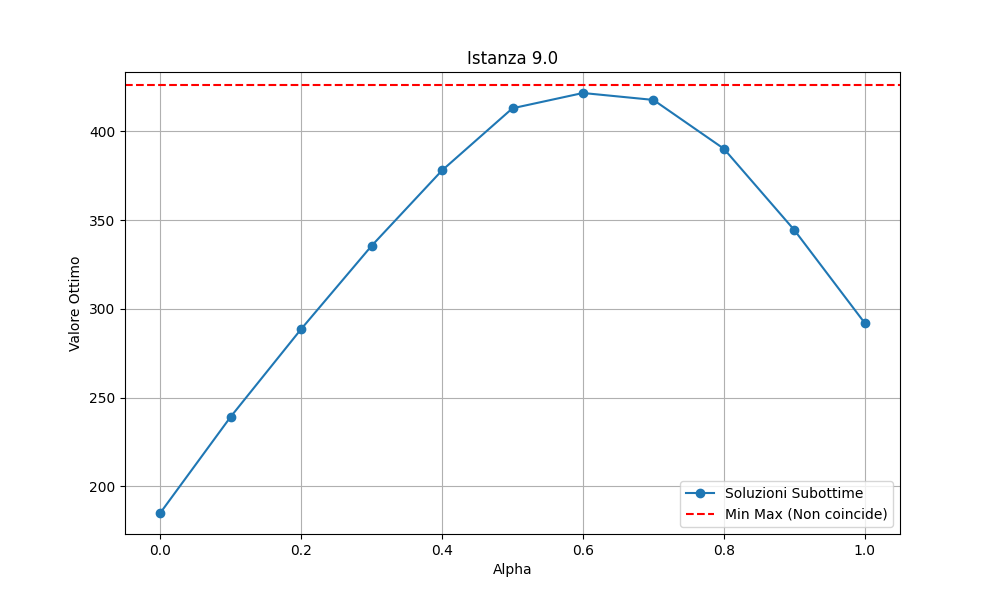 Istanza 9.0
Valore Ottimo
400
350
300
250
200
0.0 0.2 0.4 0.6 0.8 1.0
Alpha
Soluzioni Subottime
Min Max (Non coincide)